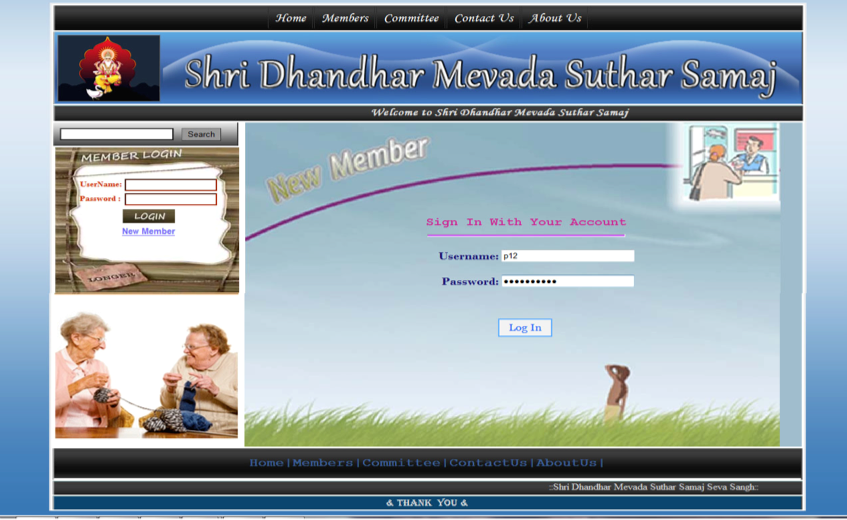 Home Members Committee Contact Us About Us
Shri Dhandhar Mevada Suthar Samaj
Welcome to Shri Dhandhar Mevada Suthar Samaj
Search
MEMBER LOGIN
UserName:
Password :
LOGIN
New Member
LONGER
New Member
Sign In With Your Account
Username: p12
Password: ••••••••••
Log In
Home|Members|Committee|ContactUs|AboutUs|
::Shri Dhandhar Mevada Suthar Samaj Seva Sangh::
& THANK YOU &